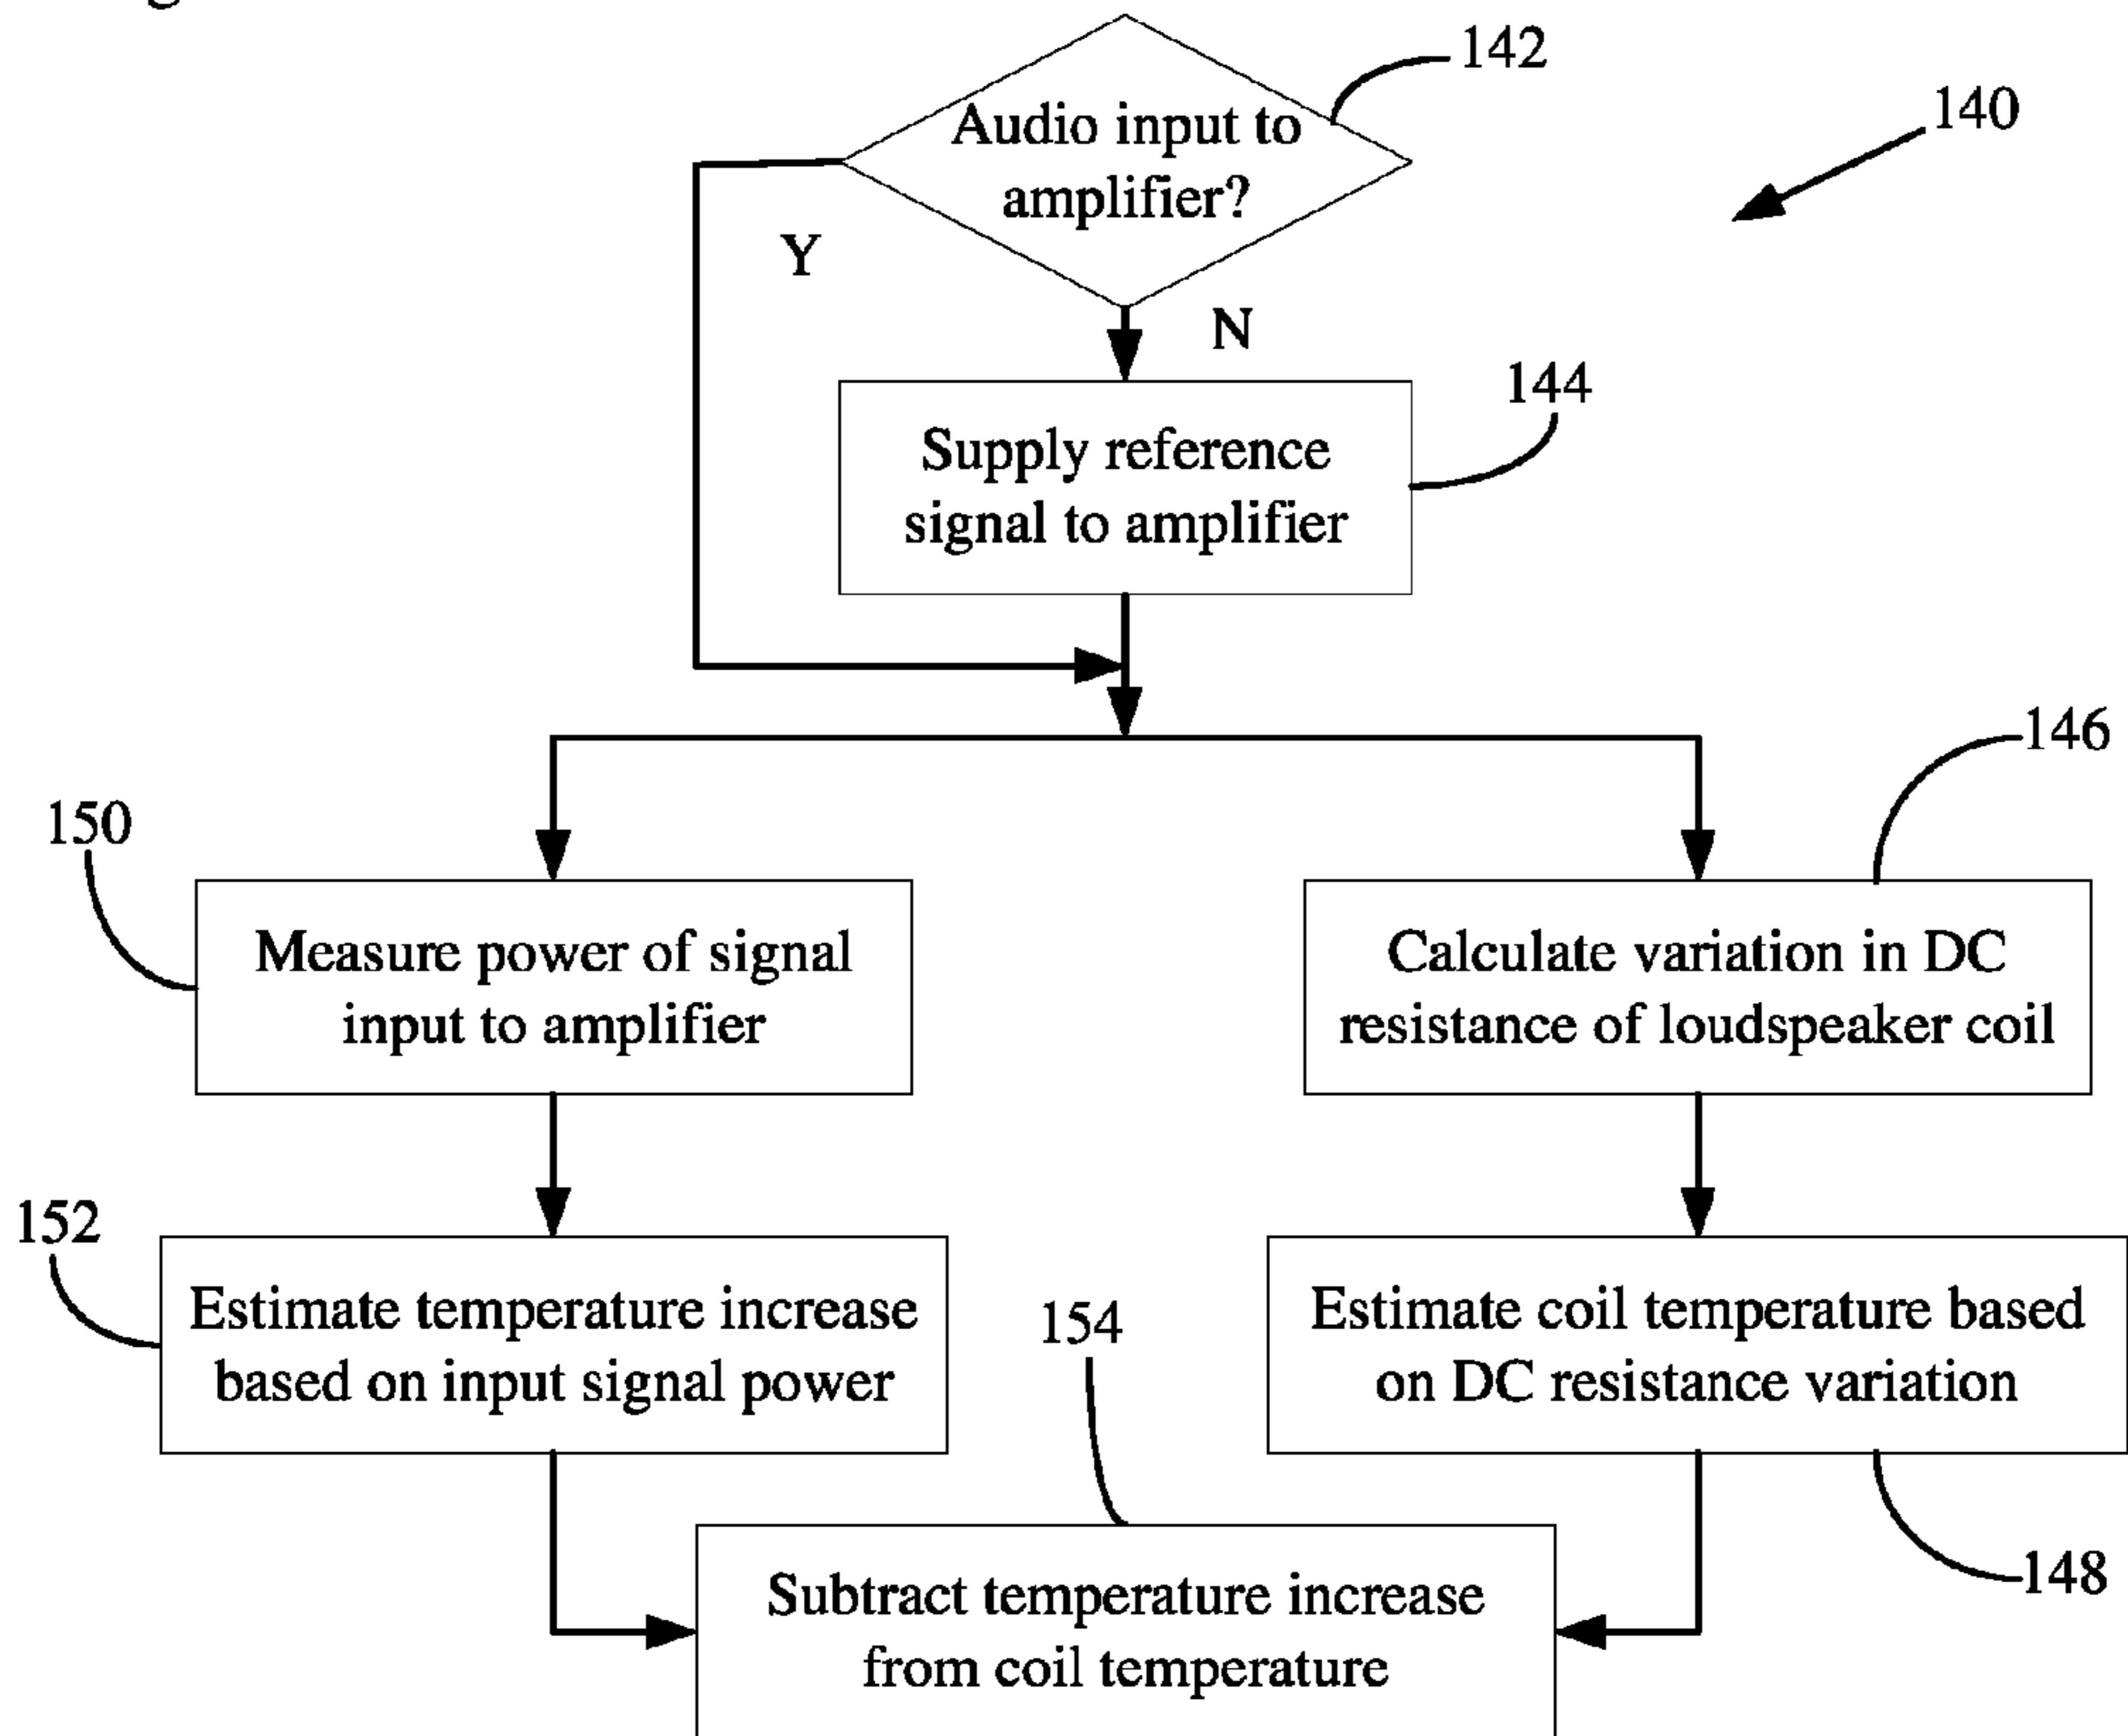 142
140
Audio input to
amplifier?
Y
N
144
Supply reference
signal to amplifier
146
150
Measure power of signal
input to amplifier
Calculate variation in DC
resistance of loudspeaker coil
152
154
Estimate temperature increase
based on input signal power
Estimate coil temperature based
on DC resistance variation
148
Subtract temperature increase
from coil temperature